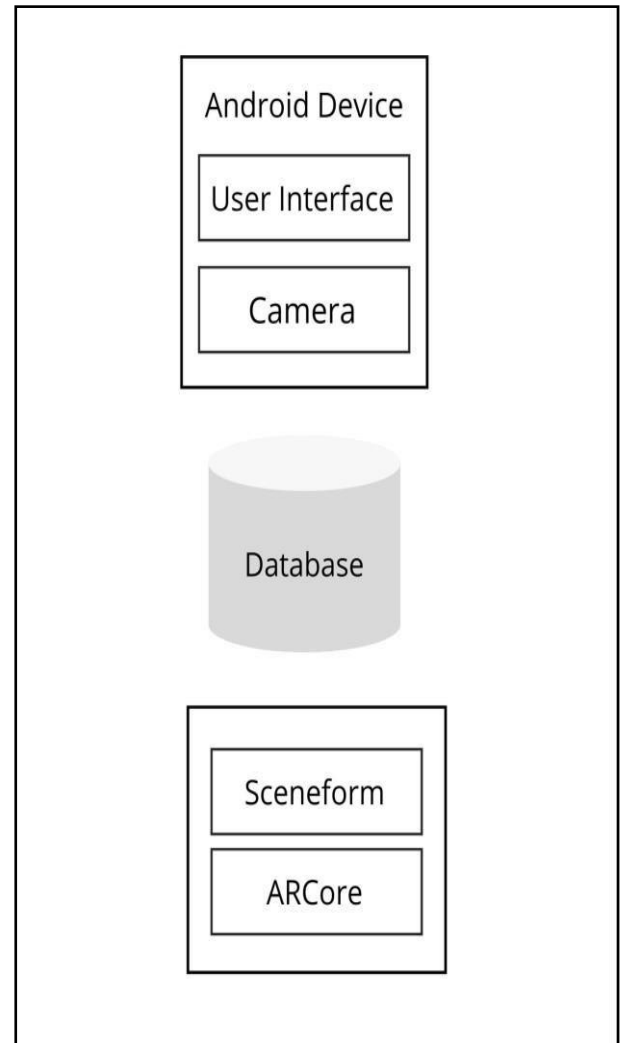 Android Device
User Interface
Camera
Database
Sceneform
ARCore